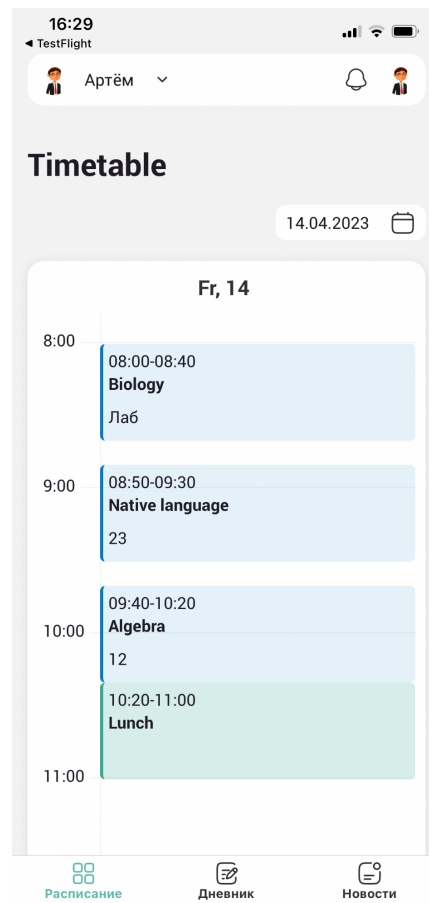 16:29
◀ TestFlight
Артём
Timetable
14.04.2023
Fr, 14
8:00
08:00-08:40
Biology
Лаб
9:00
08:50-09:30
Native language
23
09:40-10:20
10:00
Algebra
12
10:20-11:00
Lunch
11:00
Расписание
Дневник
Новости